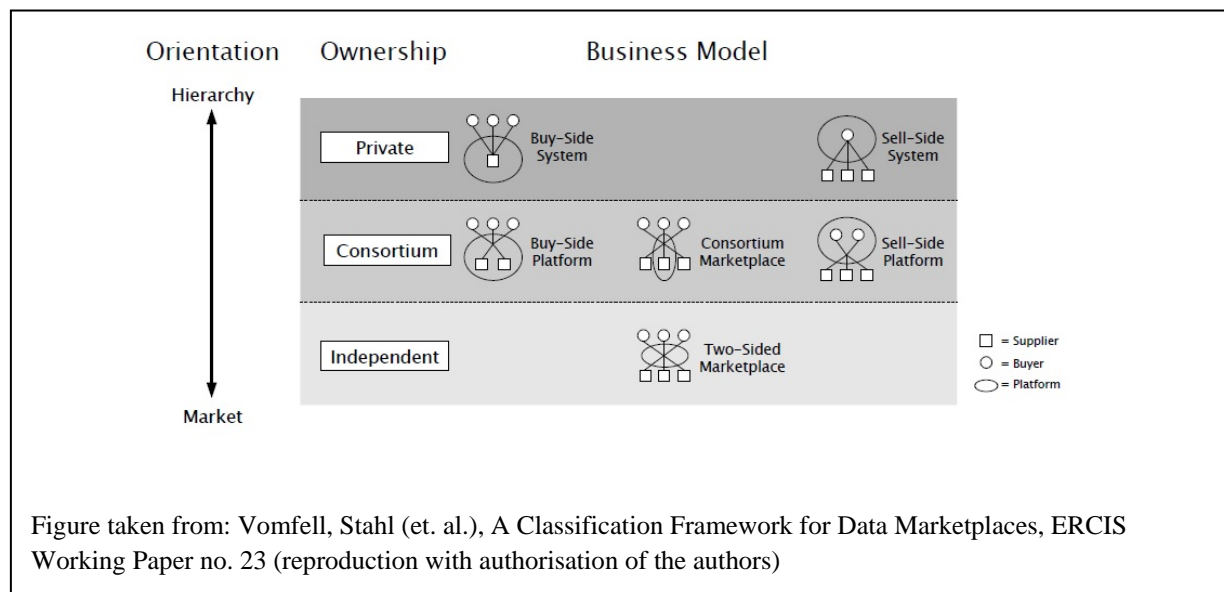 Orientation Ownership Business Model
Hierarchy
Private
Buy-Side
System
Sell-Side
System
Consortium
Buy-Side
Platform
Consortium
Marketplace
Sell-Side
Platform
Independent
Two-Sided
Marketplace
= Supplier
= Buyer
= Platform
Market
Figure taken from: Vomfell, Stahl (et. al.), A Classification Framework for Data Marketplaces, ERCIS
Working Paper no. 23 (reproduction with authorisation of the authors)